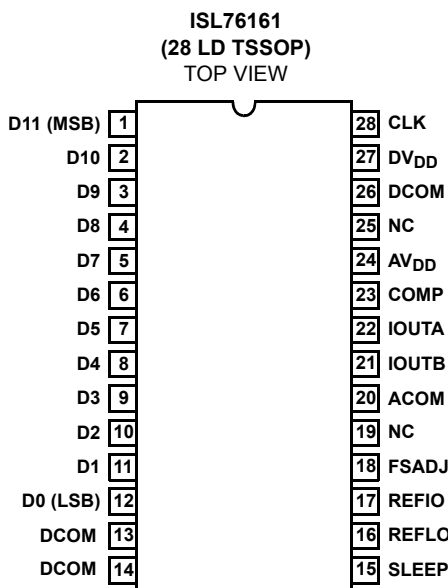 ISL76161
(28 LD TSSOP)
TOP VIEW
D11 (MSB) 1 28 CLK
D10 2 27 DVDD
D9 3 26 DCOM
D8 4 25 NC
D7 5 24 AVDD
D6 6 23 COMP
D5 7 22 IOUTA
D4 8 21 IOUTB
D3 9 20 ACOM
D2 10 19 NC
D1 11 18 FSADJ
D0 (LSB) 12 17 REFIO
DCOM 13 16 REFLO
DCOM 14 15 SLEEP